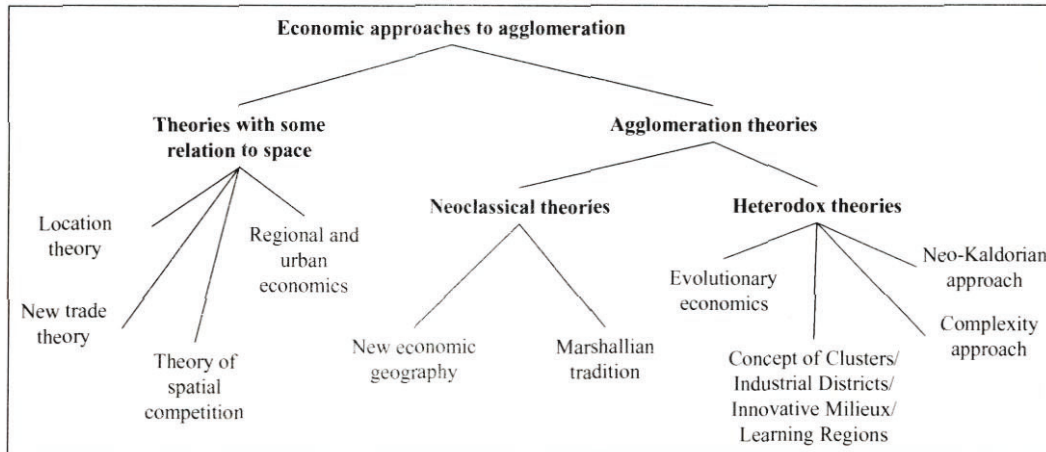 Economic approaches to agglomeration
Theories with some
relation to space
Agglomeration theories
Neoclassical theories
Heterodox theories
Location
theory
Regional and
urban
economics
New trade
theory
Theory of
spatial
competition
New economic
geography
Marshallian
tradition
Evolutionary
economics
Concept of Clusters/
Industrial Districts/
Innovative Milieux/
Learning Regions
Neo-Kaldorian
approach
Complexity
approach